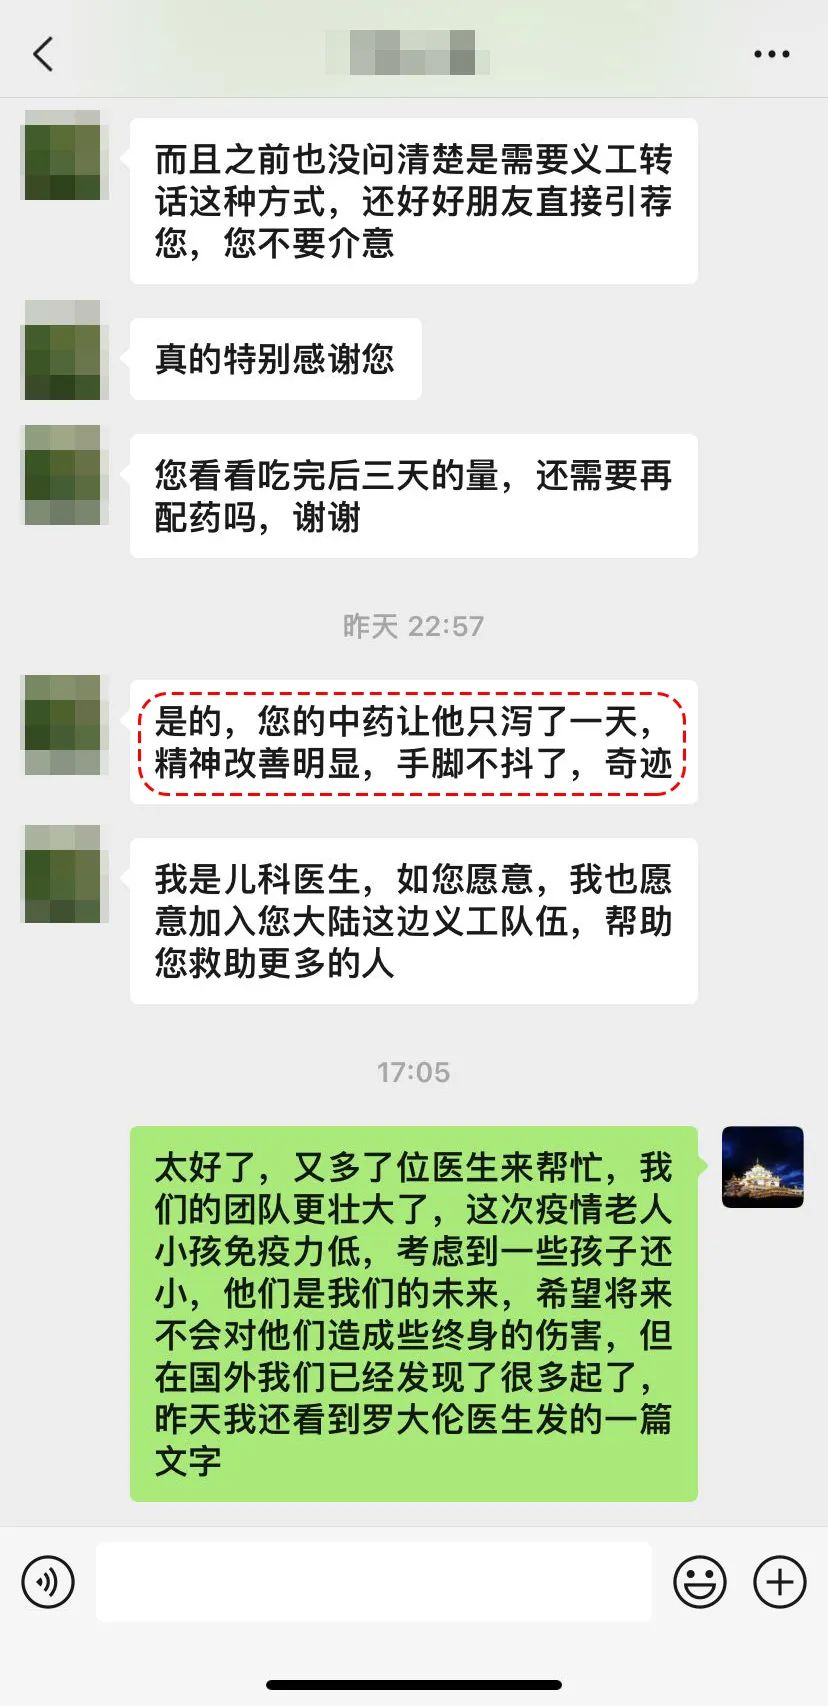 而且之前也没问清楚是需要义工转
话这种方式，还好好朋友直接引荐
您，您不要介意
真的特别感谢您
您看看吃完后三天的量，还需要再
配药吗，谢谢
昨天 22:57
是的，您的中药让他只泻了一天，
精神改善明显，手脚不抖了，奇迹
我是儿科医生，如您愿意，我也愿
意加入您大陆这边义工队伍，帮助
您救助更多的人
17:05
太好了，又多了位医生来帮忙，我
们的团队更壮大了，这次疫情老人
小孩免疫力低，考虑到一些孩子还
小，他们是我们的未来，希望将来
不会对他们造成些终身的伤害，但
在国外我们已经发现了很多起了，
昨天我还看到罗大伦医生发的一篇
文字